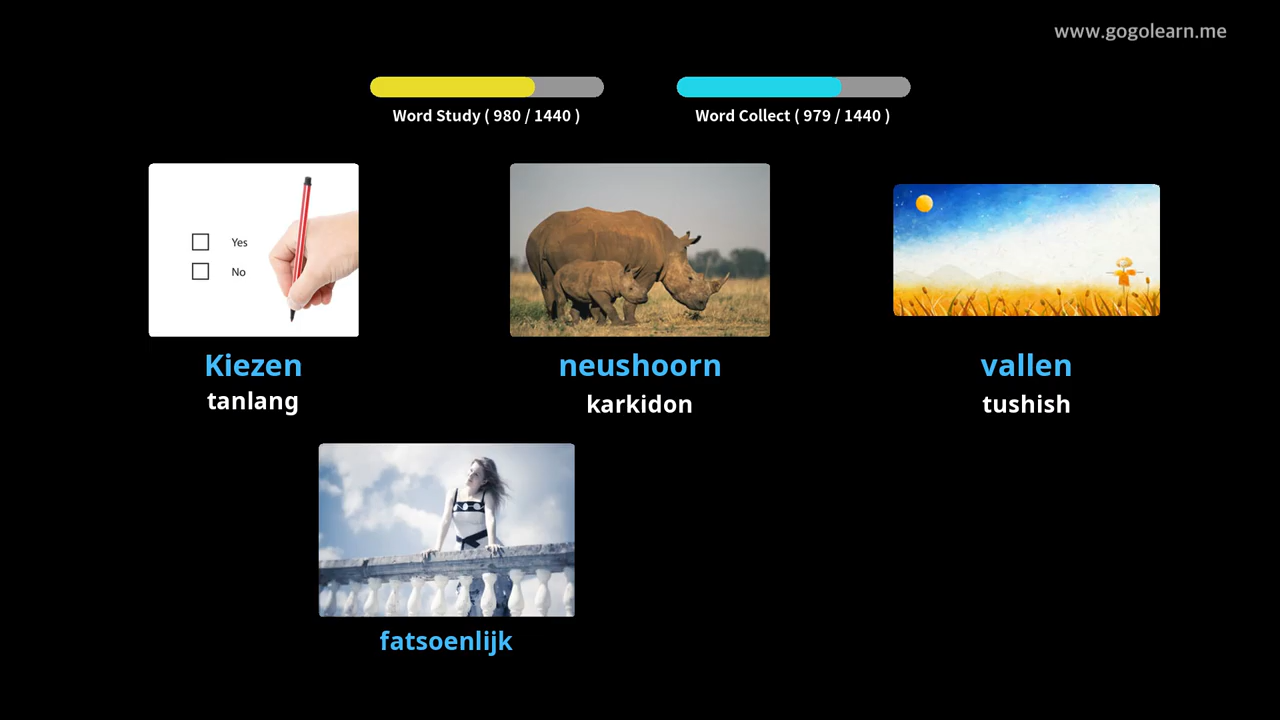 www.gogolearn.me
Word Study ( 980 / 1440 )
Word Collect ( 979 / 1440 )
Yes
No
Kiezen
tanlang
neushoorn
karkidon
vallen
tushish
fatsoenlijk